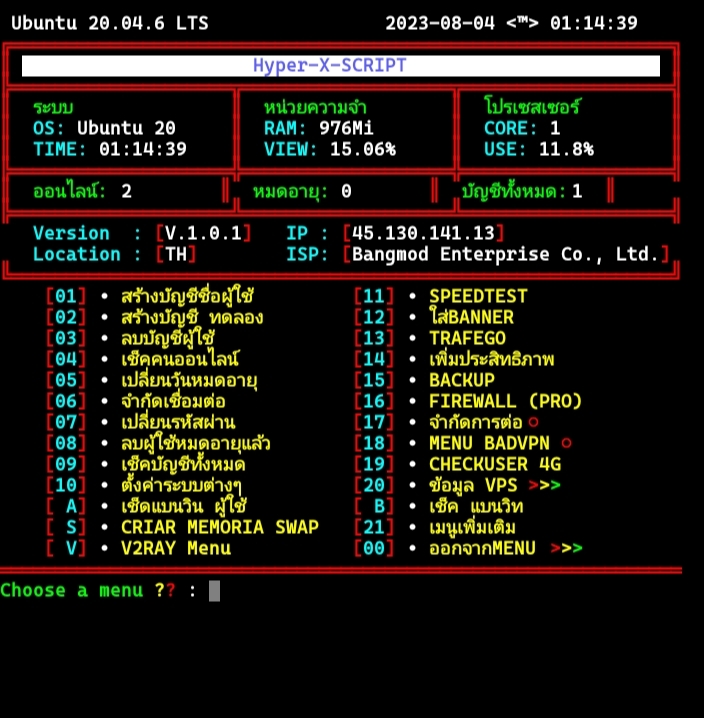 Ubuntu 20.04.6 LTS 2023-08-04 <™> 01:14:39
Hyper-X-SCRIPT
ระบบ หน่วยความจำ โปรเซสเซอร์
OS: Ubuntu 20 RAM: 976Mi CORE: 1
TIME: 01:14:39 VIEW: 15.06% USE: 11.8%
ออนไลน์: 2 หมดอายุ: 0 บัญชีทั้งหมด: 1
Version : [V.1.0.1] IP : [45.130.141.13]
Location : [TH] ISP: [Bangmod Enterprise Co., Ltd.]
[01] • สร้างบัญชีชื่อผู้ใช้ [11] • SPEEDTEST
[02] • สร้างบัญชี ทดลอง [12] • ใส่BANNER
[03] • ลบบัญชีผู้ใช้ [13] • TRAFEGO
[04] • เช็คคนออนไลน์ [14] • เพิ่มประสิทธิภาพ
[05] • เปลี่ยนวันหมดอายุ [15] • BACKUP
[06] • จำกัดเชื่อมต่อ [16] • FIREWALL (PRO)
[07] • เปลี่ยนรหัสผ่าน [17] • จำกัดการต่อ ○
[08] • ลบผู้ใช้หมดอายุแล้ว [18] • MENU BADVPN ○
[09] • เช็คบัญชีทั้งหมด [19] • CHECKUSER 4G
[10] • ตั้งค่าระบบต่างๆ [20] • ข้อมูล VPS >>>
[ A] • เช็ดแบนวิน ผู้ใช้ [ B] • เช็ค แบนวิท
[ S] • CRIAR MEMORIA SWAP [21] • เมนูเพิ่มเติม
[ V] • V2RAY Menu [00] • ออกจากMENU >>>
Choose a menu ?? :